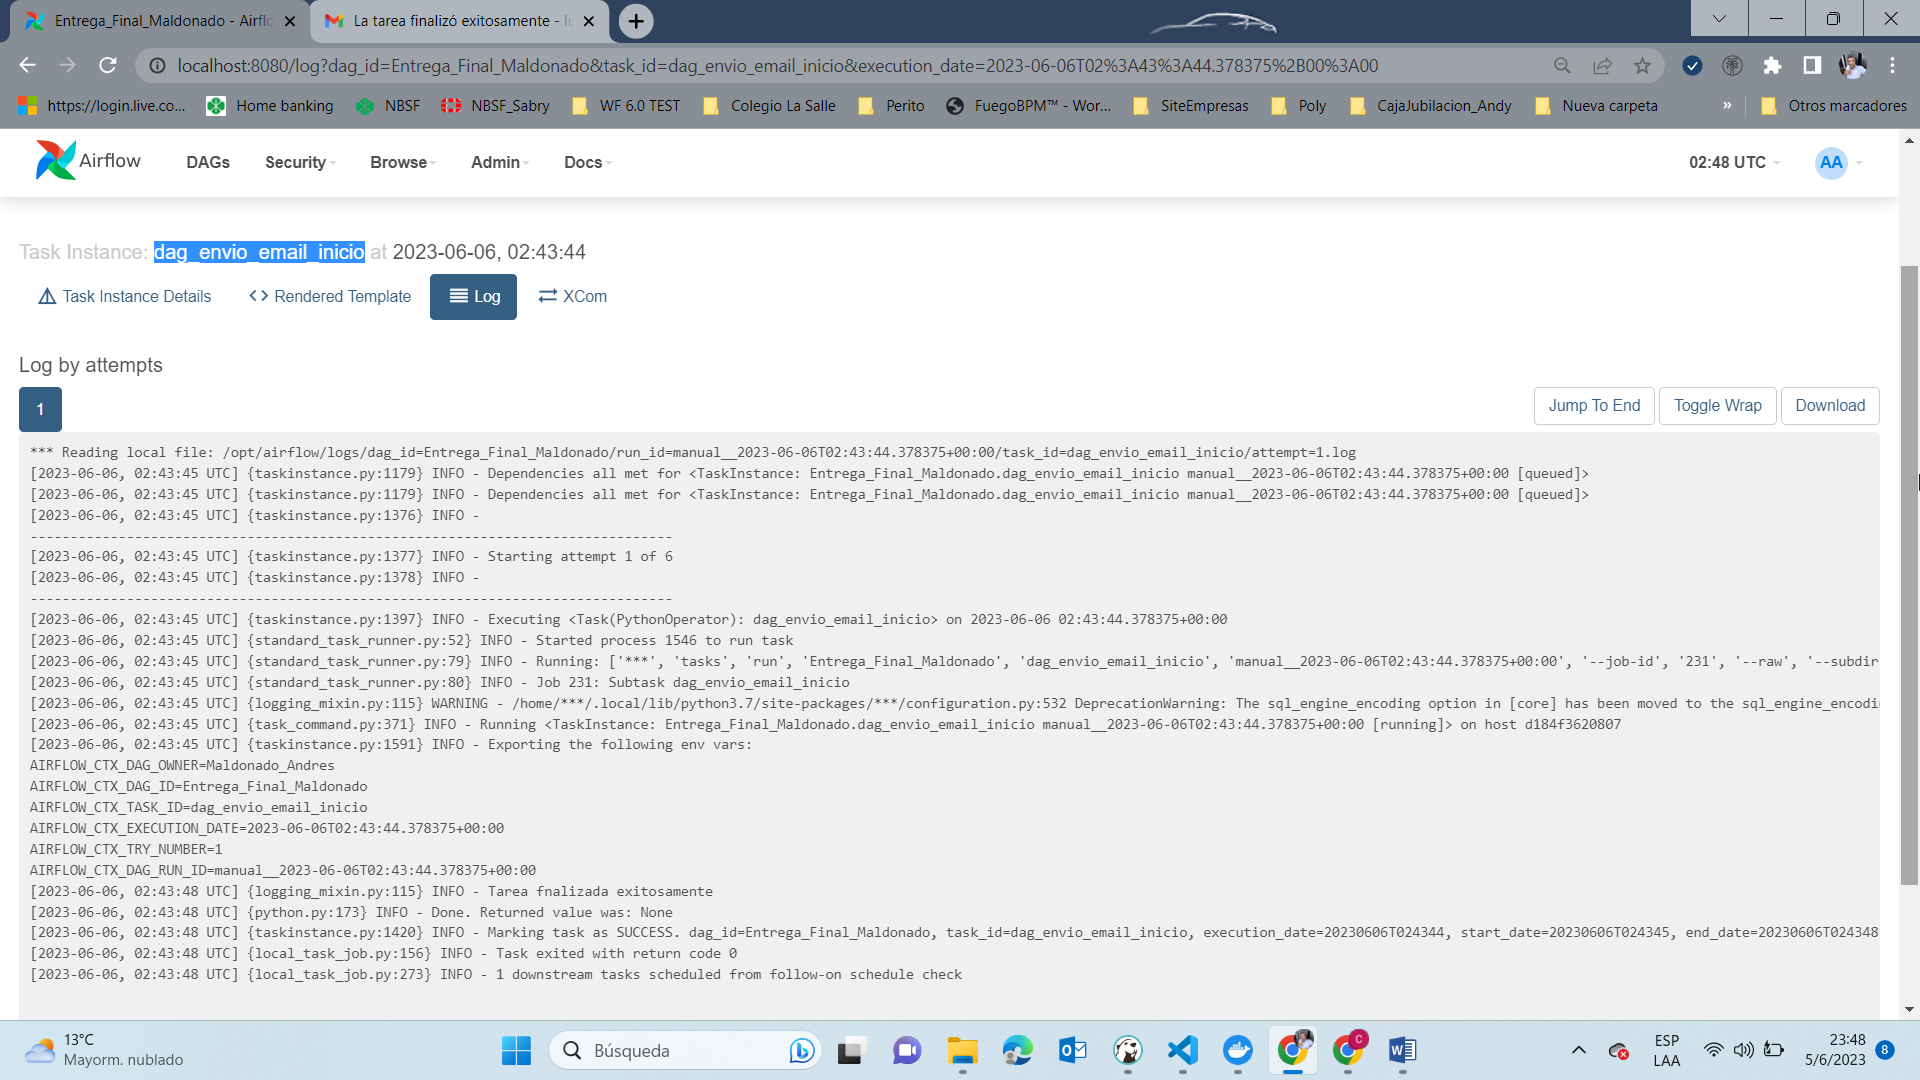 Entrega_Final_Maldonado - Airflo
La tarea finalizó exitosamente - lu
localhost:8080/log?dag_id=Entrega_Final_Maldonado&task_id=dag_envio_email_inicio&execution_date=2023-06-06T02%3A43%3A44.378375%2B00%3A00
https://login.live.co... Home banking NBSF NBSF_Sabry WF 6.0 TEST Colegio La Salle Perito FuegoBPM™ - Wor... SiteEmpresas Poly CajaJubilacion_Andy Nueva carpeta » Otros marcadores
Airflow DAGs Security Browse Admin Docs 02:48 UTC AA
Task Instance: dag_envio_email_inicio at 2023-06-06, 02:43:44
Task Instance Details <> Rendered Template Log XCom
Log by attempts
1 Jump To End Toggle Wrap Download
*** Reading local file: /opt/airflow/logs/dag_id=Entrega_Final_Maldonado/run_id=manual__2023-06-06T02:43:44.378375+00:00/task_id=dag_envio_email_inicio/attempt=1.log
[2023-06-06, 02:43:45 UTC] {taskinstance.py:1179} INFO - Dependencies all met for <TaskInstance: Entrega_Final_Maldonado.dag_envio_email_inicio manual__2023-06-06T02:43:44.378375+00:00 [queued]>
[2023-06-06, 02:43:45 UTC] {taskinstance.py:1179} INFO - Dependencies all met for <TaskInstance: Entrega_Final_Maldonado.dag_envio_email_inicio manual__2023-06-06T02:43:44.378375+00:00 [queued]>
[2023-06-06, 02:43:45 UTC] {taskinstance.py:1376} INFO -
--------------------------------------------------------------------------------
[2023-06-06, 02:43:45 UTC] {taskinstance.py:1377} INFO - Starting attempt 1 of 6
[2023-06-06, 02:43:45 UTC] {taskinstance.py:1378} INFO -
--------------------------------------------------------------------------------
[2023-06-06, 02:43:45 UTC] {taskinstance.py:1397} INFO - Executing <Task(PythonOperator): dag_envio_email_inicio> on 2023-06-06 02:43:44.378375+00:00
[2023-06-06, 02:43:45 UTC] {standard_task_runner.py:52} INFO - Started process 1546 to run task
[2023-06-06, 02:43:45 UTC] {standard_task_runner.py:79} INFO - Running: ['***', 'tasks', 'run', 'Entrega_Final_Maldonado', 'dag_envio_email_inicio', 'manual__2023-06-06T02:43:44.378375+00:00', '--job-id', '231', '--raw', '--subdir
[2023-06-06, 02:43:45 UTC] {standard_task_runner.py:80} INFO - Job 231: Subtask dag_envio_email_inicio
[2023-06-06, 02:43:45 UTC] {logging_mixin.py:115} WARNING - /home/***/.local/lib/python3.7/site-packages/***/configuration.py:532 DeprecationWarning: The sql_engine_encoding option in [core] has been moved to the sql_engine_encodi
[2023-06-06, 02:43:45 UTC] {task_command.py:371} INFO - Running <TaskInstance: Entrega_Final_Maldonado.dag_envio_email_inicio manual__2023-06-06T02:43:44.378375+00:00 [running]> on host d184f3620807
[2023-06-06, 02:43:45 UTC] {taskinstance.py:1591} INFO - Exporting the following env vars:
AIRFLOW_CTX_DAG_OWNER=Maldonado_Andres
AIRFLOW_CTX_DAG_ID=Entrega_Final_Maldonado
AIRFLOW_CTX_TASK_ID=dag_envio_email_inicio
AIRFLOW_CTX_EXECUTION_DATE=2023-06-06T02:43:44.378375+00:00
AIRFLOW_CTX_TRY_NUMBER=1
AIRFLOW_CTX_DAG_RUN_ID=manual__2023-06-06T02:43:44.378375+00:00
[2023-06-06, 02:43:48 UTC] {logging_mixin.py:115} INFO - Tarea fnalizada exitosamente
[2023-06-06, 02:43:48 UTC] {python.py:173} INFO - Done. Returned value was: None
[2023-06-06, 02:43:48 UTC] {taskinstance.py:1420} INFO - Marking task as SUCCESS. dag_id=Entrega_Final_Maldonado, task_id=dag_envio_email_inicio, execution_date=20230606T024344, start_date=20230606T024345, end_date=20230606T024348
[2023-06-06, 02:43:48 UTC] {local_task_job.py:156} INFO - Task exited with return code 0
[2023-06-06, 02:43:48 UTC] {local_task_job.py:273} INFO - 1 downstream tasks scheduled from follow-on schedule check
13°C
Mayorm. nublado
Búsqueda
C
ESP
LAA
23:48
5/6/2023
8